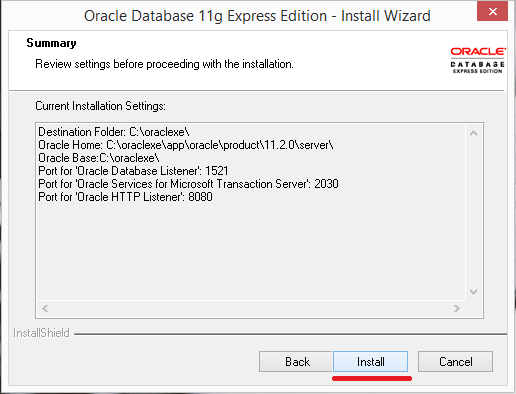 Oracle Database 11g Express Edition - Install Wizard
Summary
Review settings before proceeding with the installation.
ORACLE
DATABASE
EXPRESS EDITION
Current Installation Settings:
Destination Folder: C:\oraclexe\
Oracle Home: C:\oraclexe\app\oracle\product\11.2.0\server\
Oracle Base:C:\oraclexe\
Port for 'Oracle Database Listener': 1521
Port for 'Oracle Services for Microsoft Transaction Server': 2030
Port for 'Oracle HTTP Listener': 8080
InstallShield
Back Install Cancel